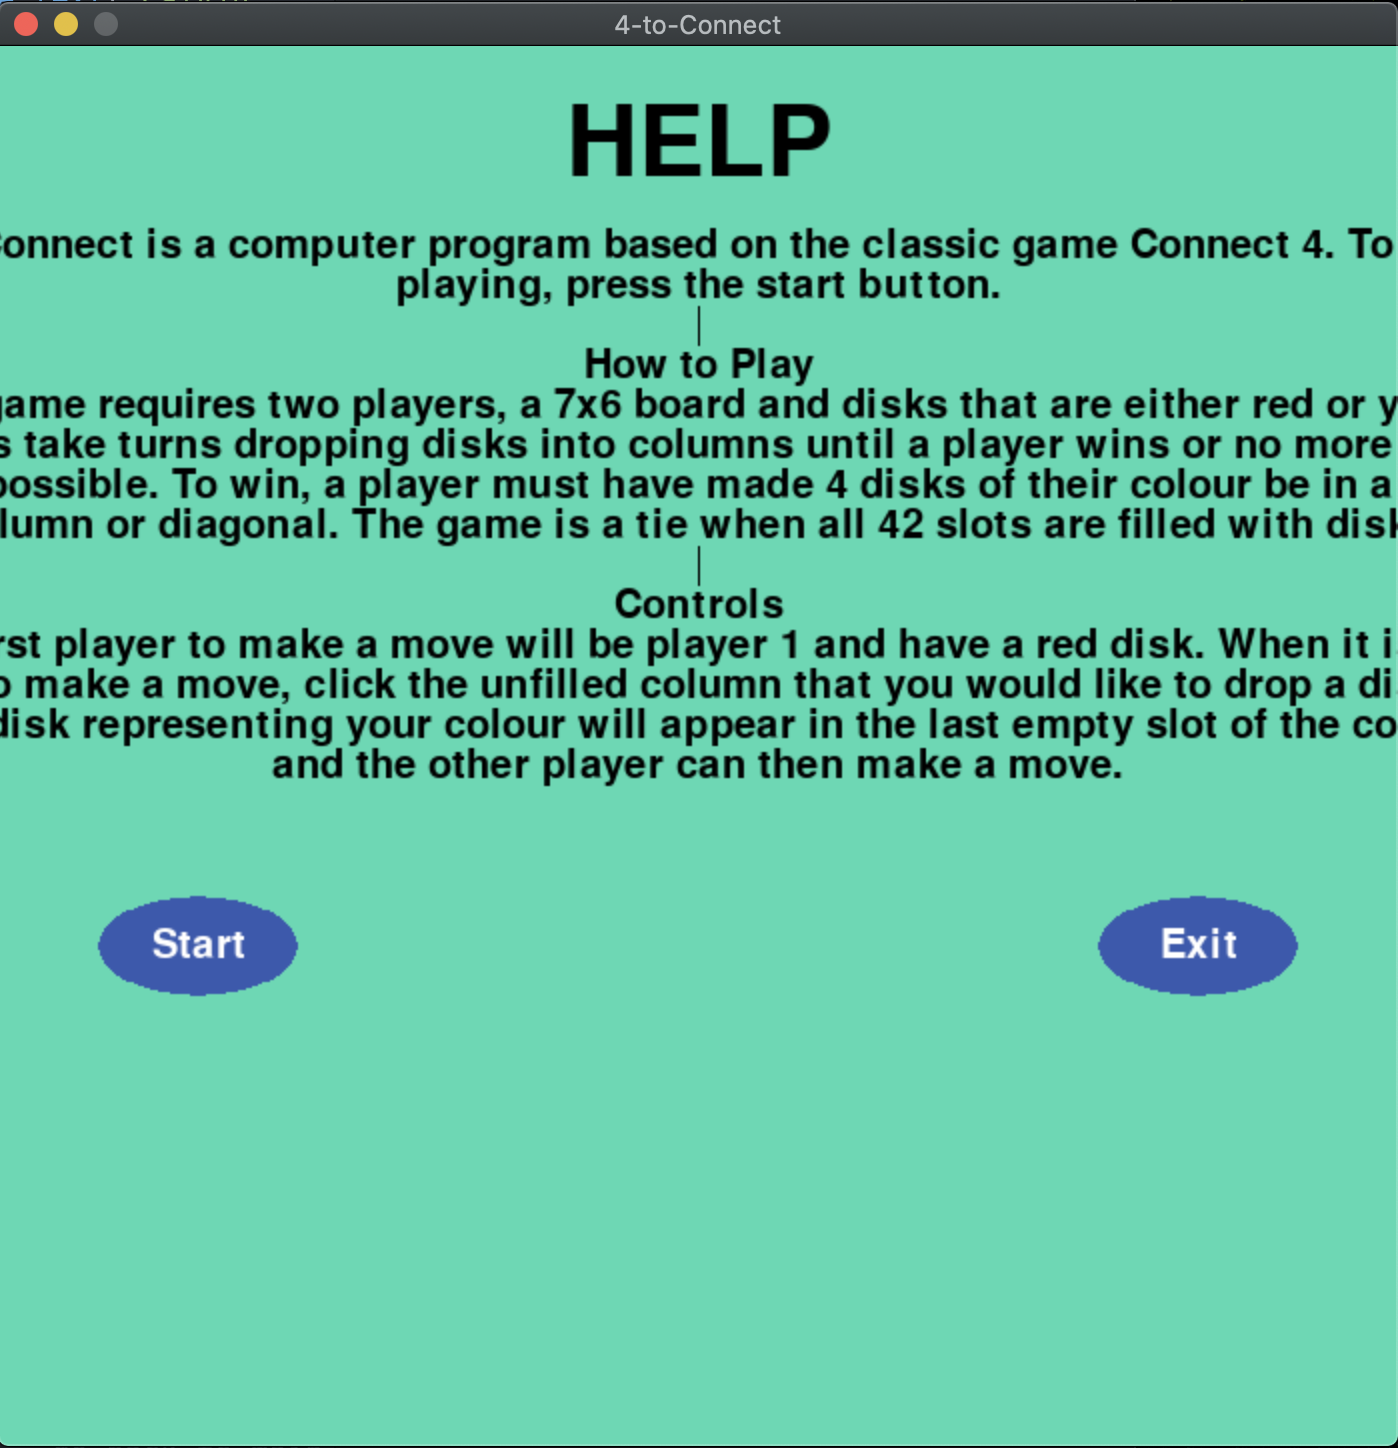 4-to-Connect
HELP
Connect is a computer program based on the classic game Connect 4. To
playing, press the start button.
How to Play
game requires two players, a 7x6 board and disks that are either red or y
s take turns dropping disks into columns until a player wins or no more
possible. To win, a player must have made 4 disks of their colour be in a
lumn or diagonal. The game is a tie when all 42 slots are filled with disk
Controls
rst player to make a move will be player 1 and have a red disk. When it i
o make a move, click the unfilled column that you would like to drop a di
disk representing your colour will appear in the last empty slot of the co
and the other player can then make a move.
Start
Exit